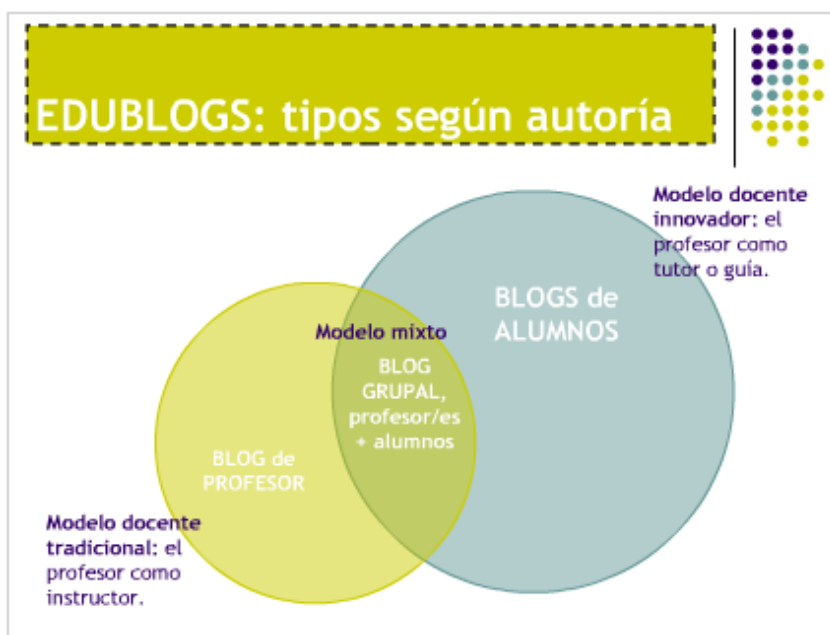 EDUBLOGS: tipos según autoría
Modelo docente
innovador: el
profesor como
tutor o guía.
BLOGS de
ALUMNOS
Modelo mixto
BLOG
GRUPAL,
profesor/es
+ alumnos
BLOG de
PROFESOR
Modelo docente
tradicional: el
profesor como
instructor.